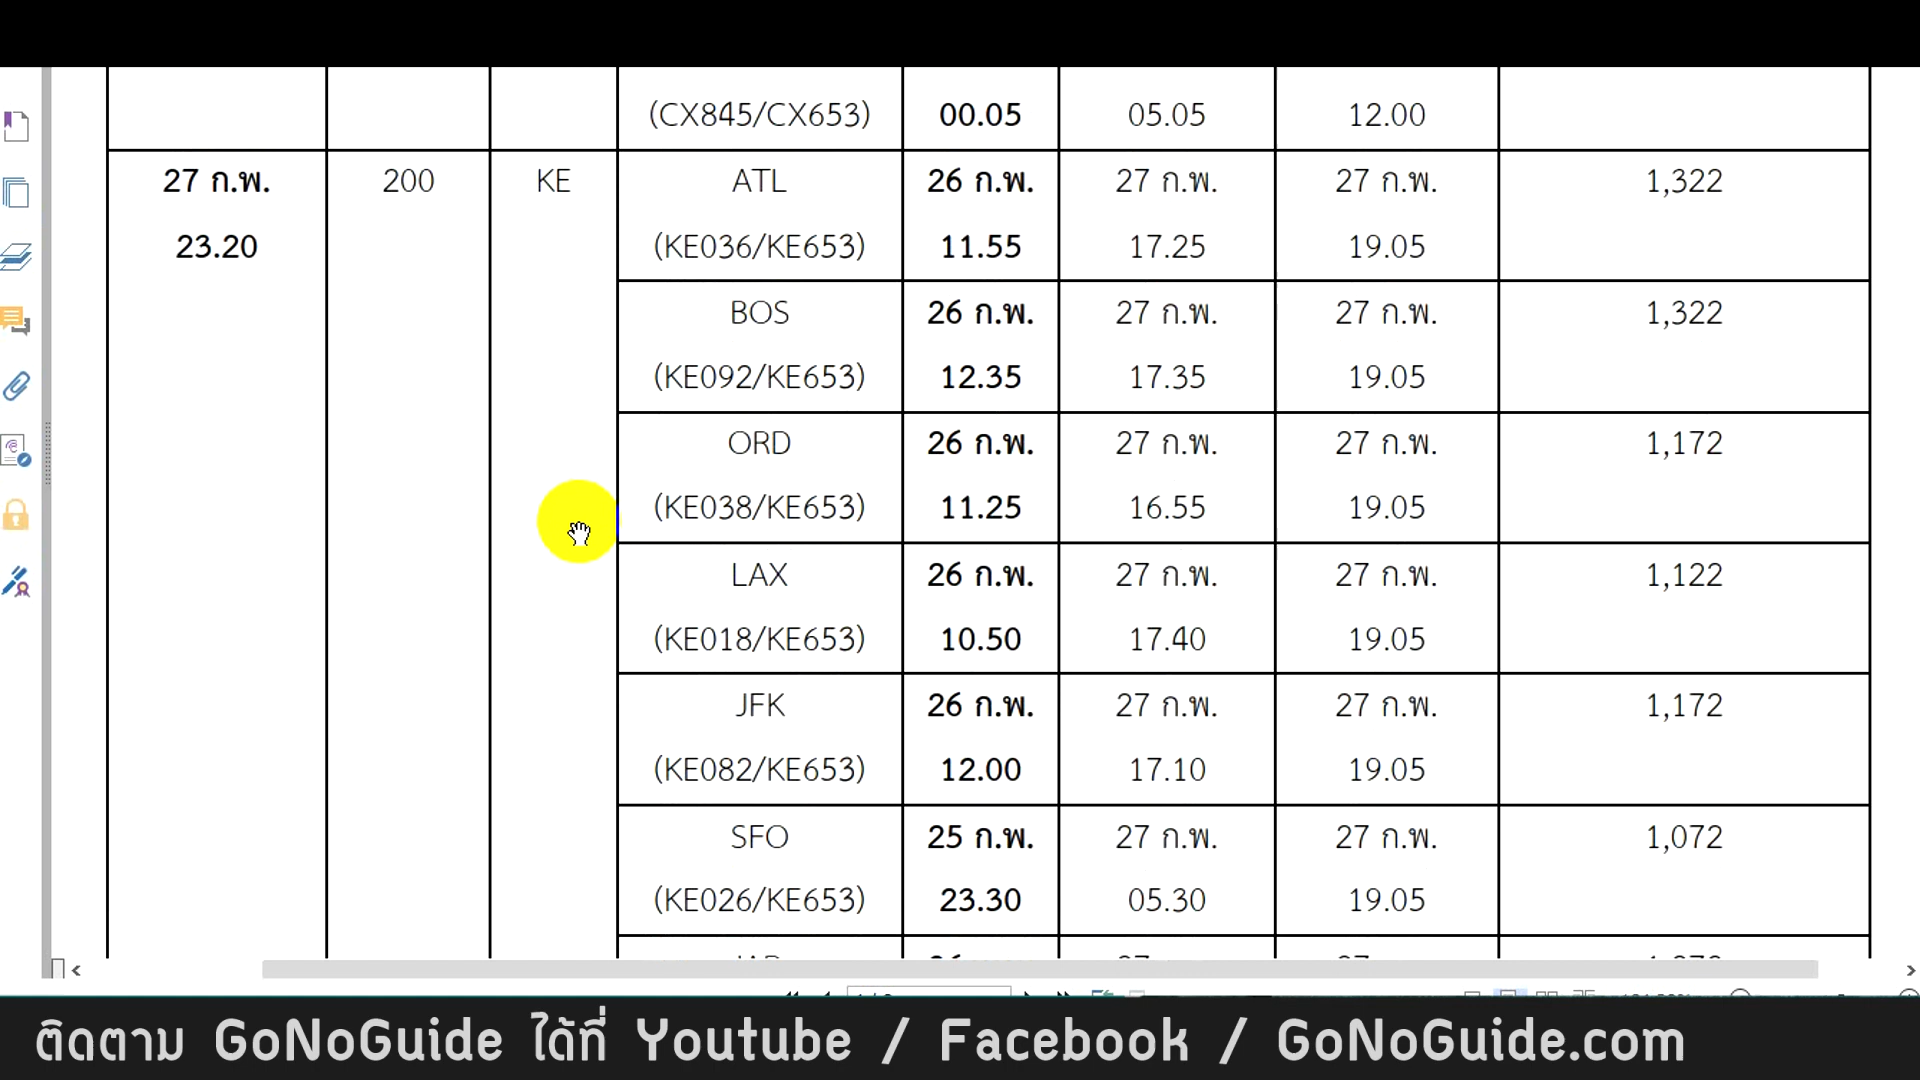 (CX845/CX653) 00.05 05.05 12.00
27 ก.พ. 200 KE ATL 26 ก.พ. 27 ก.พ. 27 ก.พ. 1,322
23.20 (KE036/KE653) 11.55 17.25 19.05
BOS 26 ก.พ. 27 ก.พ. 27 ก.พ. 1,322
(KE092/KE653) 12.35 17.35 19.05
ORD 26 ก.พ. 27 ก.พ. 27 ก.พ. 1,172
(KE038/KE653) 11.25 16.55 19.05
LAX 26 ก.พ. 27 ก.พ. 27 ก.พ. 1,122
(KE018/KE653) 10.50 17.40 19.05
JFK 26 ก.พ. 27 ก.พ. 27 ก.พ. 1,172
(KE082/KE653) 12.00 17.10 19.05
SFO 25 ก.พ. 27 ก.พ. 27 ก.พ. 1,072
(KE026/KE653) 23.30 05.30 19.05
ติดตาม GoNoGuide ได้ที่ Youtube / Facebook / GoNoGuide.com